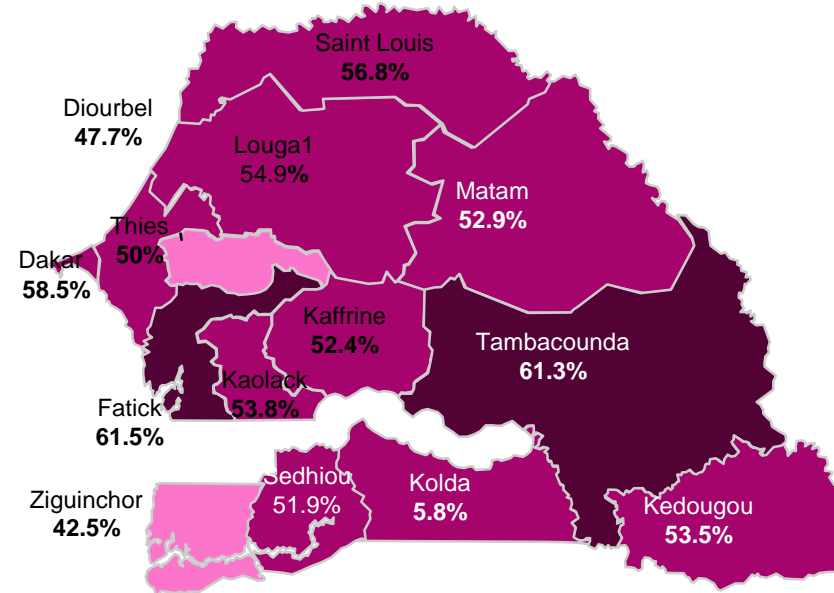 Saint Louis
56.8%
Diourbel
47.7%
Louga1
54.9%
Matam
52.9%
Thies
50%
Dakar
58.5%
Kaffrine
52.4%
Tambacounda
61.3%
Kaolack
53.8%
Fatick
61.5%
Sedhiou
51.9%
Kolda
5.8%
Ziguinchor
42.5%
Kedougou
53.5%